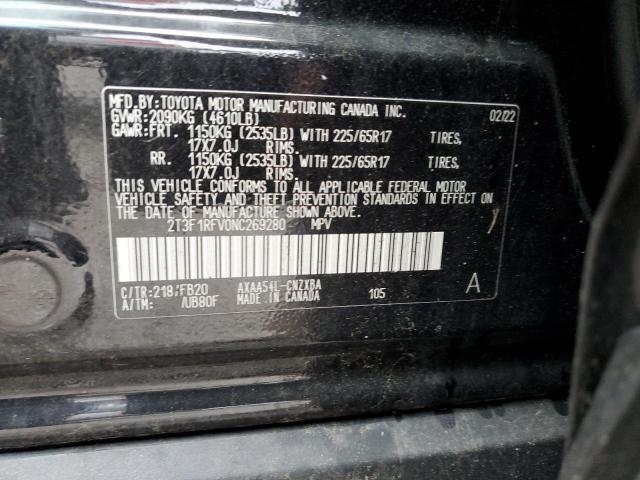 MFD. BY: TOYOTA MOTOR MANUFACTURING CANADA INC.
GVWR: 2090KG (4610LB) 02/22
GAWR: FRT. 1150KG (2535LB) WITH 225/65R17 TIRES,
17X7.0J RIMS.
RR. 1150KG (2535LB) WITH 225/65R17 TIRES,
17X7.0J RIMS.
THIS VEHICLE CONFORMS TO ALL APPLICABLE FEDERAL MOTOR
VEHICLE SAFETY AND THEFT PREVENTION STANDARDS IN EFFECT ON
THE DATE OF MANUFACTURE SHOWN ABOVE.
2T3F1RFV0NC269280 MPV
C/TR: 218/FB20 AXAA54L-CNZXBA A
A/TM: /UB80F MADE IN CANADA 105